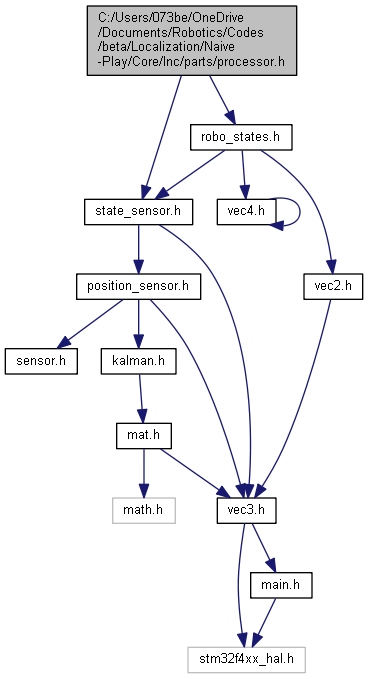 C:/Users/073be/OneDrive
/Documents/Robotics/Codes
/beta/Localization/Naive
-Play/Core/Inc/parts/processor.h
robo_states.h
state_sensor.h
vec4.h
position_sensor.h
vec2.h
sensor.h
kalman.h
mat.h
math.h
vec3.h
main.h
stm32f4xx_hal.h